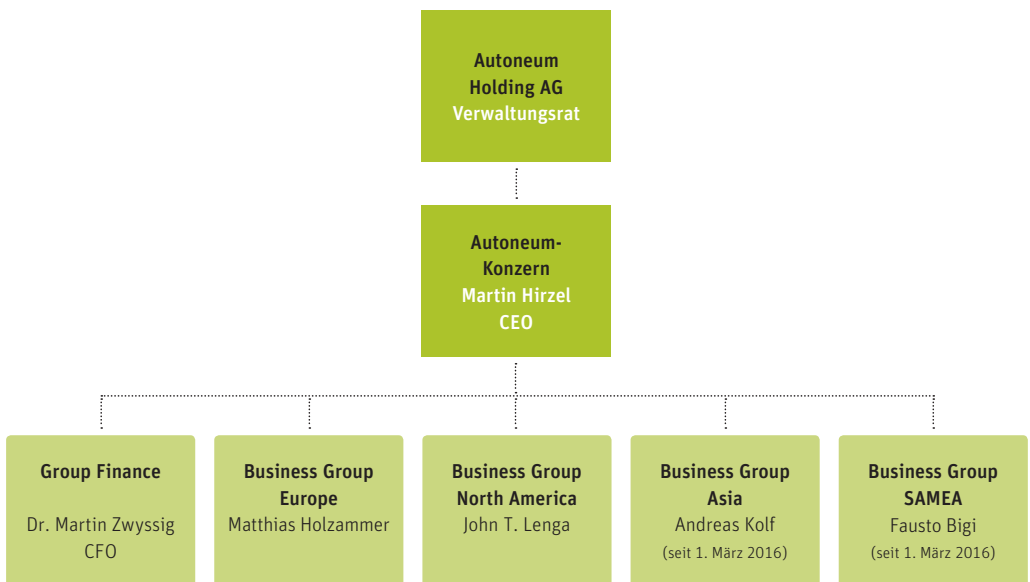 Autoneum
Holding AG
Verwaltungsrat
Autoneum-
Konzern
Martin Hirzel
CEO
Group Finance
Dr. Martin Zwyssig
CFO
Business Group
Europe
Matthias Holzammer
Business Group
North America
John T. Lenga
Business Group
Asia
Andreas Kolf
(seit 1. März 2016)
Business Group
SAMEA
Fausto Bigi
(seit 1. März 2016)